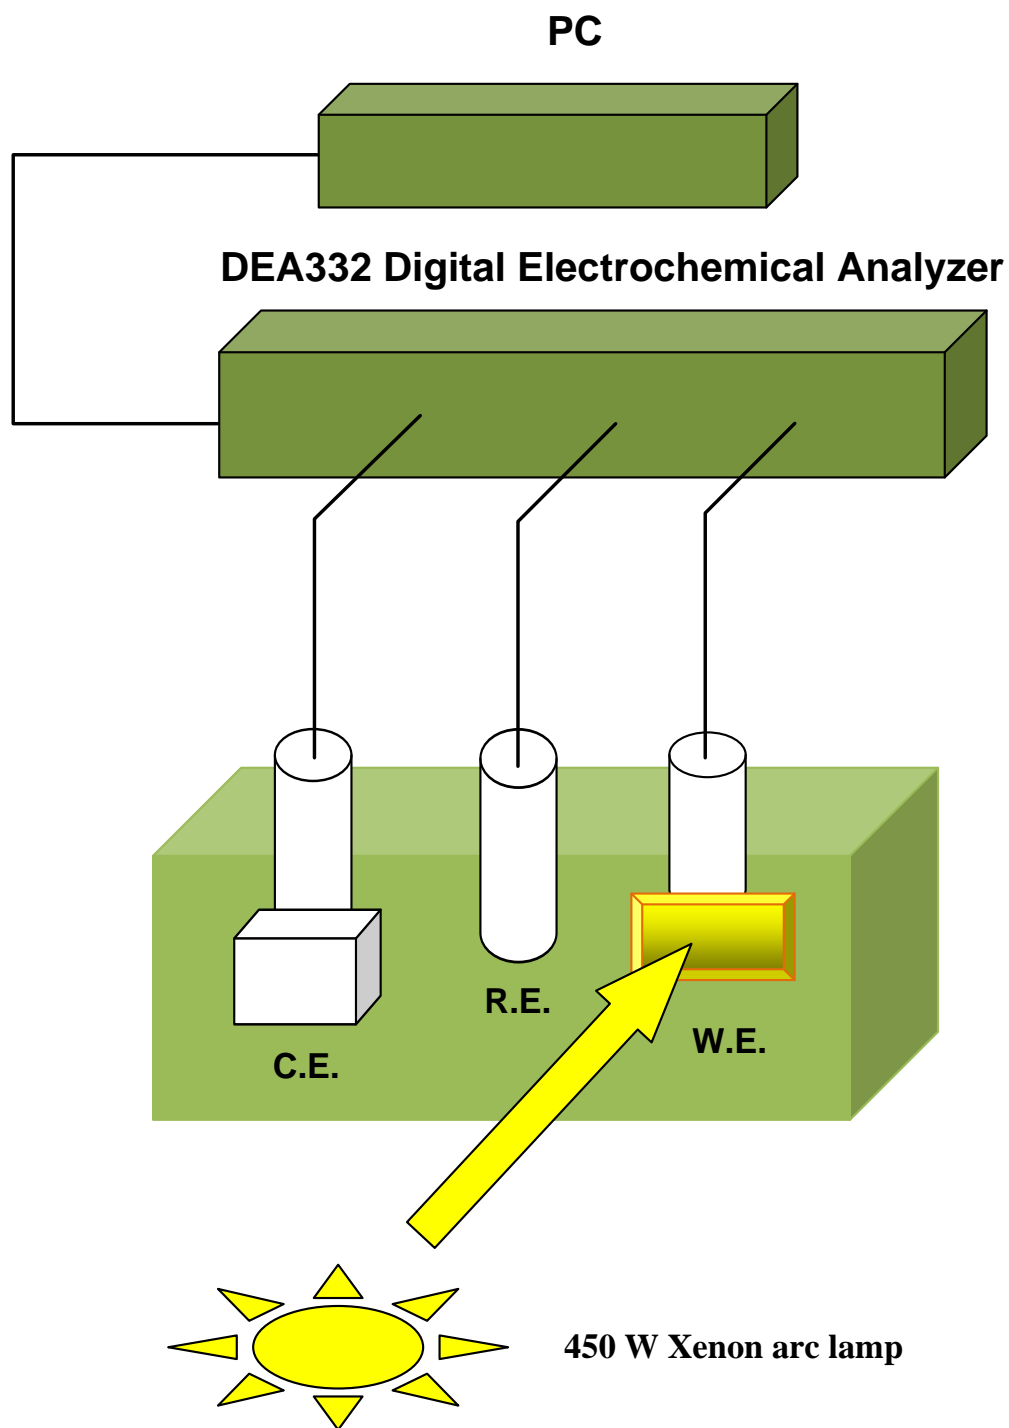 PC
DEA332 Digital Electrochemical Analyzer
R.E.
W.E.
C.E.
450 W Xenon arc lamp